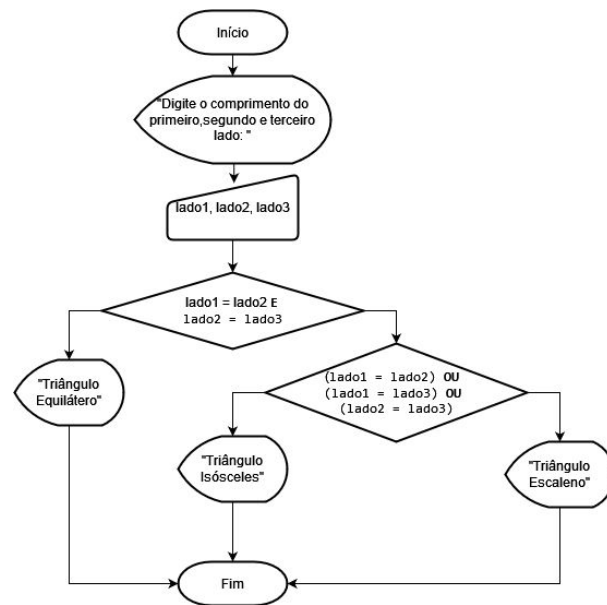 Início
"Digite o comprimento do
primeiro,segundo e terceiro
lado: "
lado1, lado2, lado3
lado1 = lado2 E
lado2 = lado3
"Triângulo
Equilátero"
(lado1 = lado2) OU
(lado1 = lado3) OU
(lado2 = lado3)
"Triângulo
Isósceles"
"Triângulo
Escaleno"
Fim